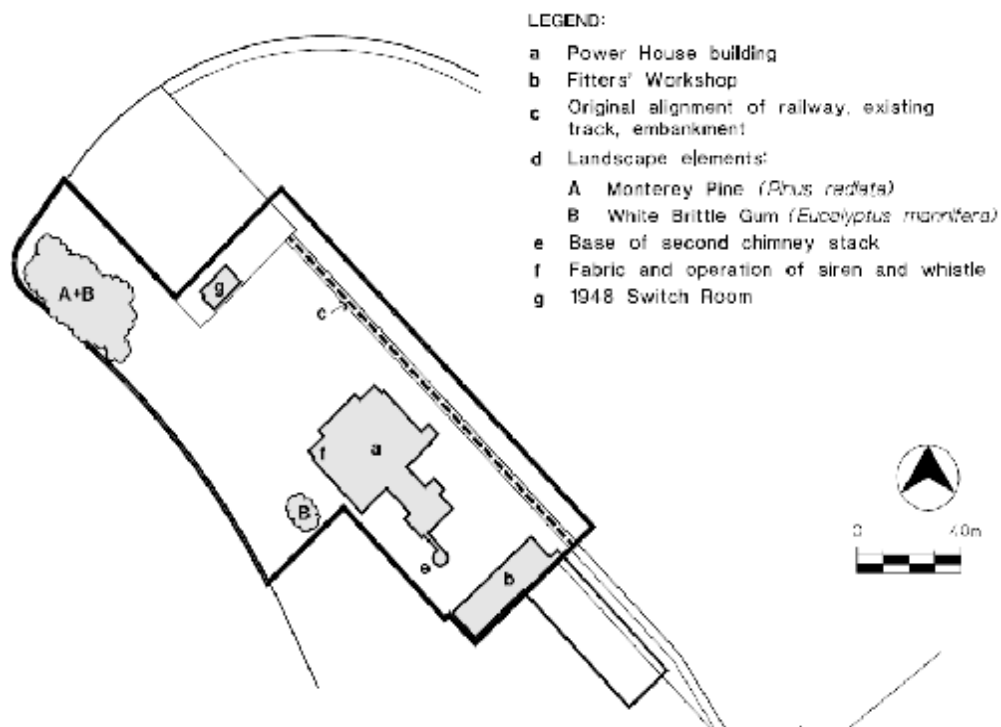 LEGEND:
a Power House building
b Fitters' Workshop
c Original alignment of railway, existing
track, embankment
d Landscape elements:
A Monterey Pine (Pinus radiata)
B White Brittle Gum (Eucalyptus mannifera)
e Base of second chimney stack
f Fabric and operation of siren and whistle
g 1948 Switch Room
A+B
g
c
f
a
B
e
b
0 40m